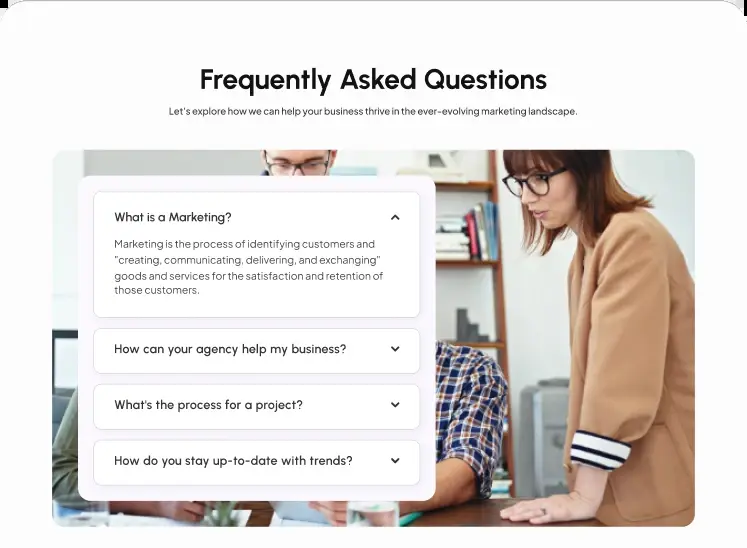 Frequently Asked Questions
Let's explore how we can help your business thrive in the ever-evolving marketing landscape.
What is a Marketing?
Marketing is the process of identifying customers and
"creating, communicating, delivering, and exchanging"
goods and services for the satisfaction and retention of
those customers.
How can your agency help my business?
What's the process for a project?
How do you stay up-to-date with trends?